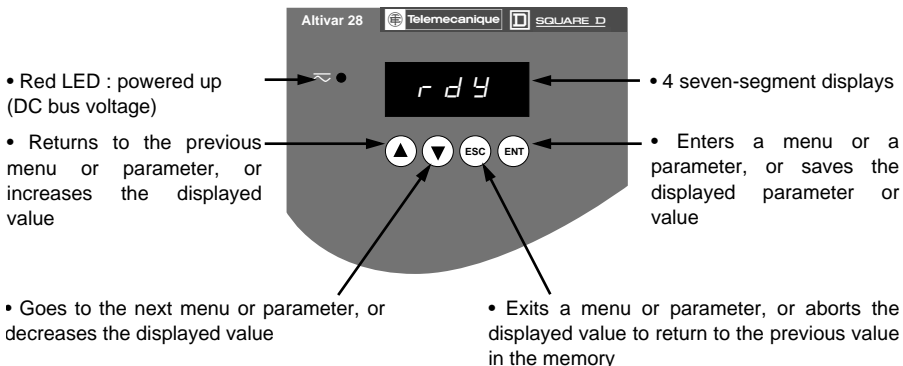 Altivar 28
Telemecanique
SQUARE D
• Red LED : powered up
(DC bus voltage)
rdY
• 4 seven-segment displays
• Returns to the previous
menu or parameter, or
increases the displayed
value
ESC
ENT
• Enters a menu or a
parameter, or saves the
displayed parameter or
value
• Goes to the next menu or parameter, or
decreases the displayed value
• Exits a menu or parameter, or aborts the
displayed value to return to the previous value
in the memory